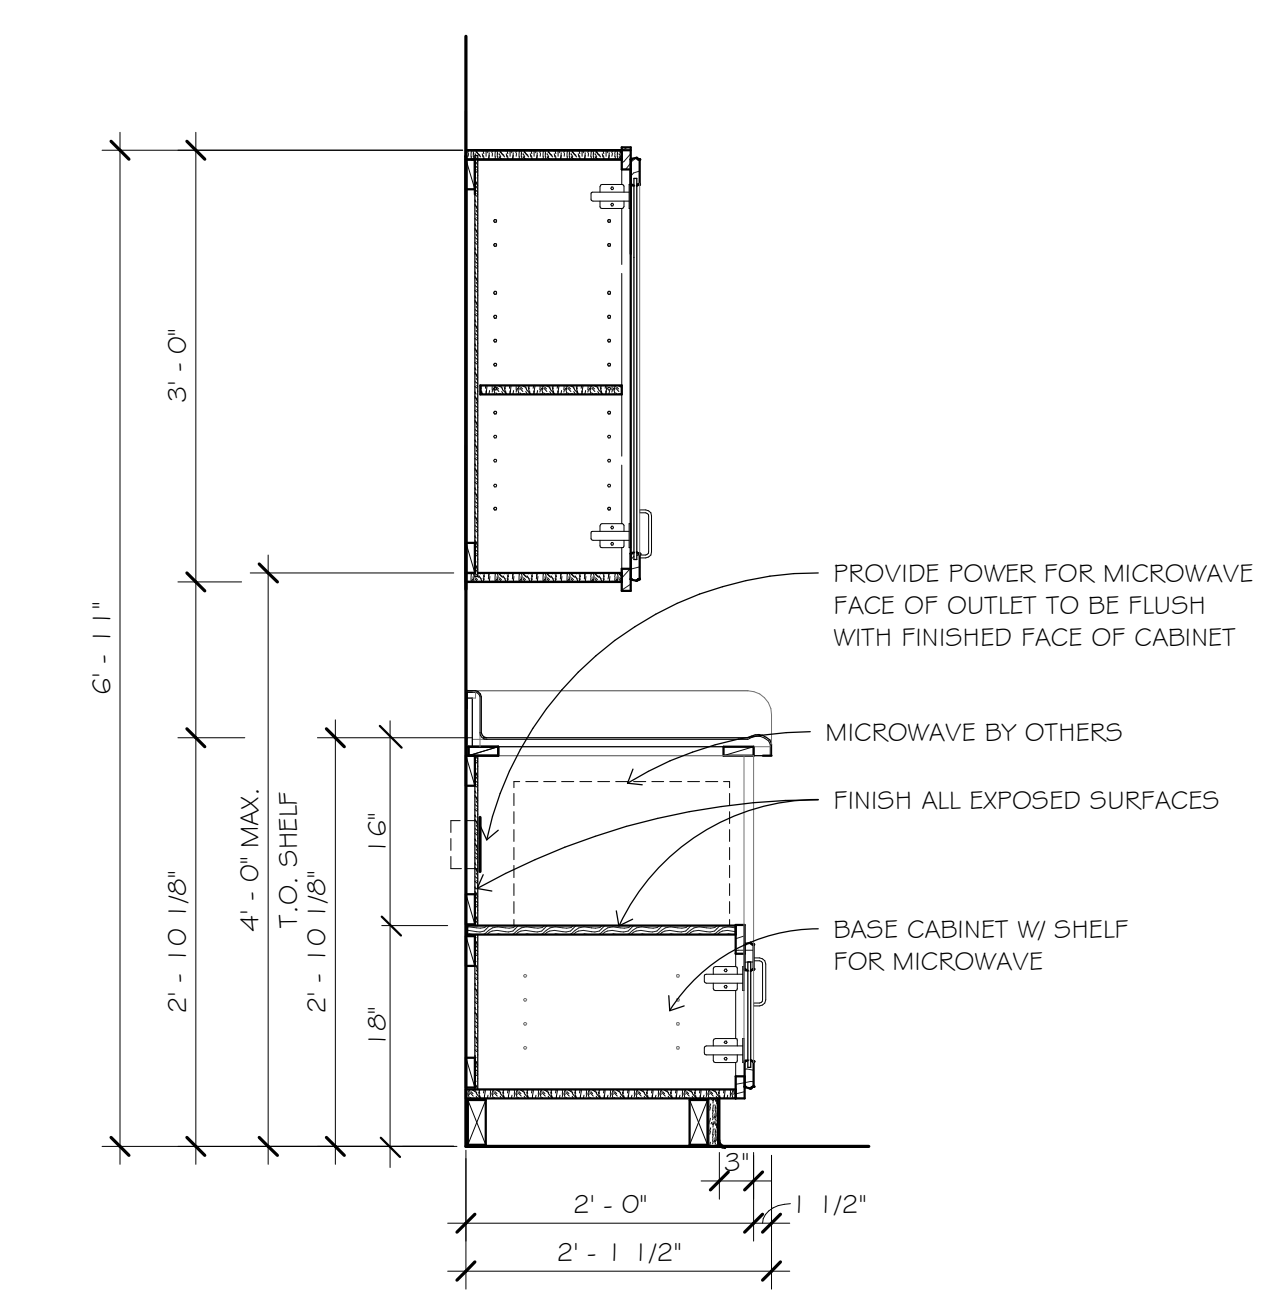 3' - 0"
6' - 11"
PROVIDE POWER FOR MICROWAVE
FACE OF OUTLET TO BE FLUSH
WITH FINISHED FACE OF CABINET
MICROWAVE BY OTHERS
FINISH ALL EXPOSED SURFACES
16"
4' - 0" MAX.
T.O. SHELF
2' - 10 1/8"
2' - 10 1/8"
BASE CABINET W/ SHELF
FOR MICROWAVE
18"
3"
2' - 0"
1 1/2"
2' - 1 1/2"